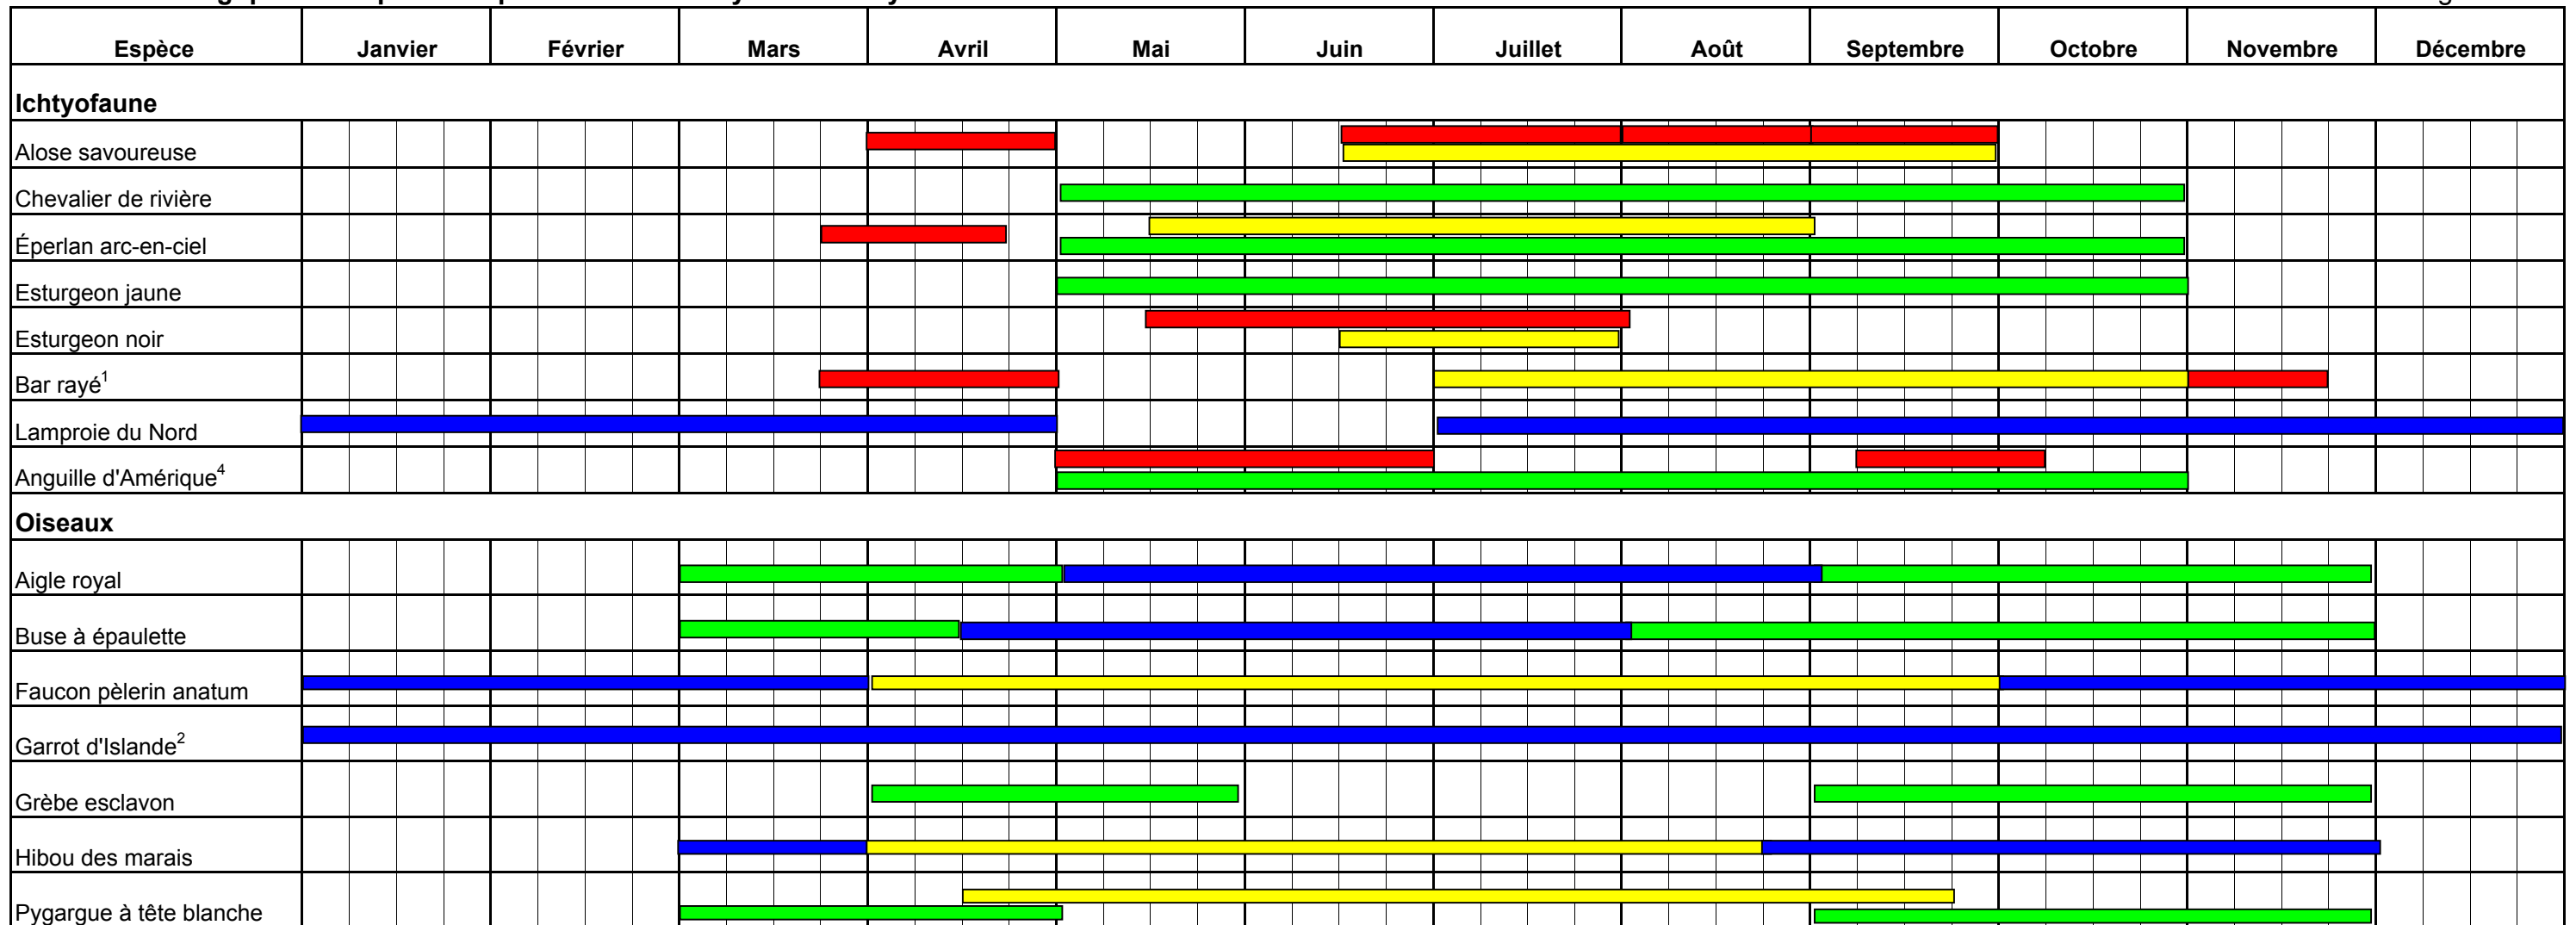 Espèce Janvier Février Mars Avril Mai Juin Juillet Août Septembre Octobre Novembre Décembre
Ichtyofaune
Alose savoureuse
Chevalier de rivière
Éperlan arc-en-ciel
Esturgeon jaune
Esturgeon noir
Bar rayé1
Lamproie du Nord
Anguille d'Amérique4
Oiseaux
Aigle royal
Buse à épaulette
Faucon pèlerin anatum
Garrot d'Islande2
Grèbe esclavon
Hibou des marais
Pygargue à tête blanche